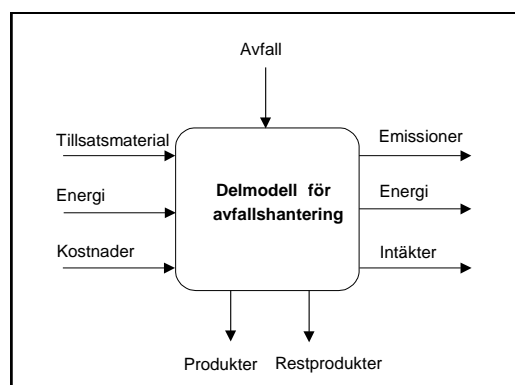 Avfall
Tillsatsmaterial
Emissioner
Delmodell för
avfallshantering
Energi
Energi
Kostnader
Intäkter
Produkter
Restprodukter